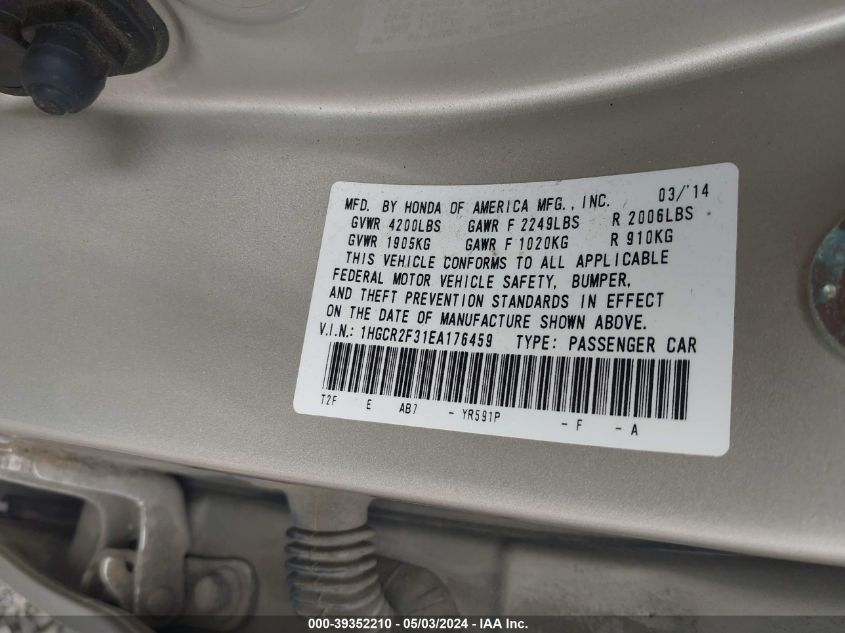 MFD. BY HONDA OF AMERICA MFG., INC. 03/'14
GVWR 4200LBS GAWR F 2249LBS R 2006LBS
GVWR 1905KG GAWR F 1020KG R 910KG
THIS VEHICLE CONFORMS TO ALL APPLICABLE
FEDERAL MOTOR VEHICLE SAFETY, BUMPER,
AND THEFT PREVENTION STANDARDS IN EFFECT
ON THE DATE OF MANUFACTURE SHOWN ABOVE.
V.I.N.: 1HGCR2F31EA176459 TYPE: PASSENGER CAR
T2F E AB7 - YR591P - F - A
000-39352210 - 05/03/2024 - IAA Inc.